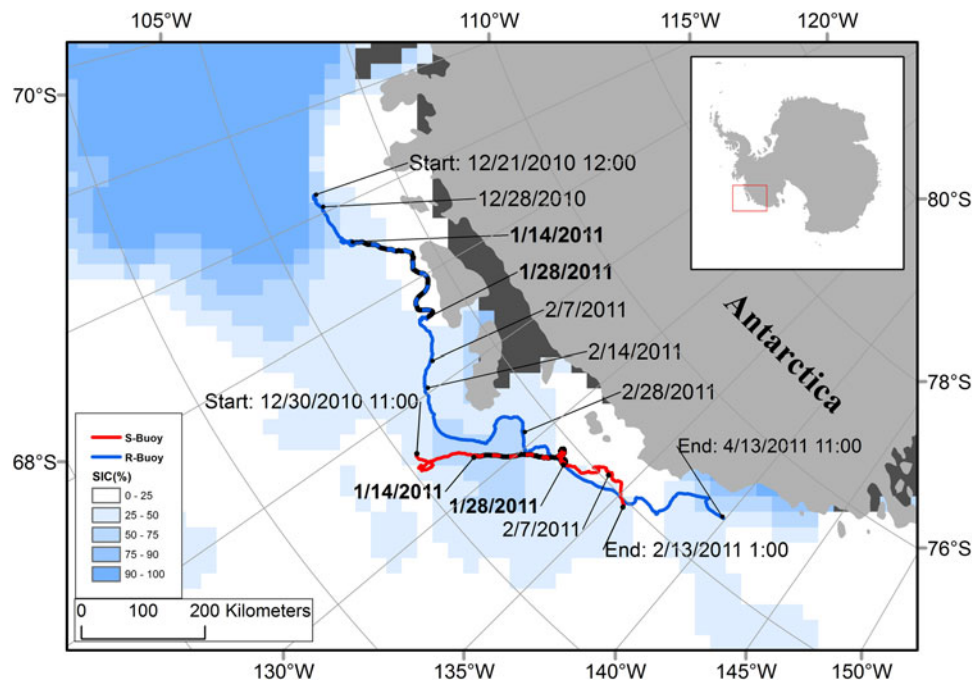 105°W 110°W 115°W 120°W
70°S
80°S
Start: 12/21/2010 12:00
12/28/2010
1/14/2011
1/28/2011
Antarctica
2/7/2011
2/14/2011
78°S
2/28/2011
Start: 12/30/2010 11:00
S-Buoy
R-Buoy
End: 4/13/2011 11:00
68°S
SIC(%)
0 - 25
25 - 50
50 - 75
75 - 90
90 - 100
1/14/2011
1/28/2011
2/7/2011
End: 2/13/2011 1:00
76°S
0 100 200 Kilometers
130°W 135°W 140°W 145°W 150°W